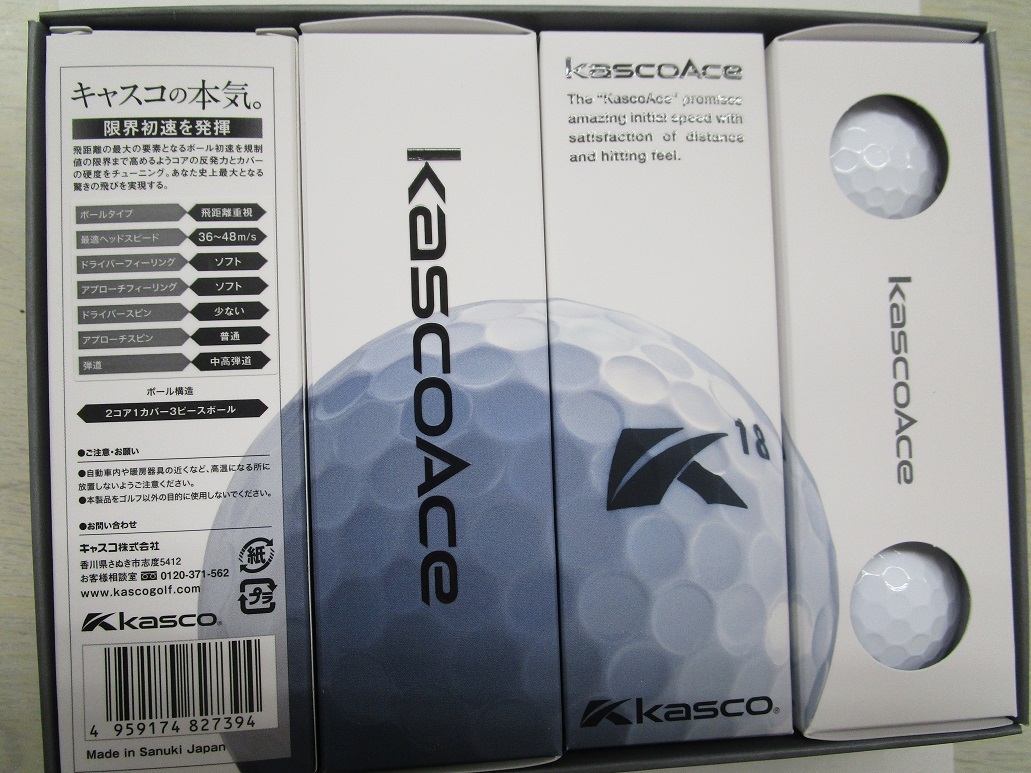 キャスコの本気。
限界初速を発揮
飛距離の最大の要素となるボール初速を規制
値の限界まで高めるようコアの反発力とカバー
の硬度をチューニング。あなた史上最大となる
驚きの飛びを実現する。
ボールタイプ 飛距離重視
最適ヘッドスピード 36~48m/s
ドライバーフィーリング ソフト
アプローチフィーリング ソフト
ドライバースピン 少ない
アプローチスピン 普通
弾道 中高弾道
ボール構造
2コア1カバー3ピースボール
●ご注意・お願い
●自動車内や暖房器具の近くなど、高温になる所に
放置しないようご注意ください。
●本製品をゴルフ以外の目的に使用しないでください。
●お問い合わせ
キャスコ株式会社
香川県さぬき市志度5412
お客様相談室 0120-371-562
www.kascogolf.com
紙
プラ
kasco®
4 959174 827394
Made in Sanuki Japan
kascoAce
kascoAce
The "KascoAce" promises
amazing initial speed with
satisfaction of distance
and hitting feel.
K 18
kasco®
kascoAce